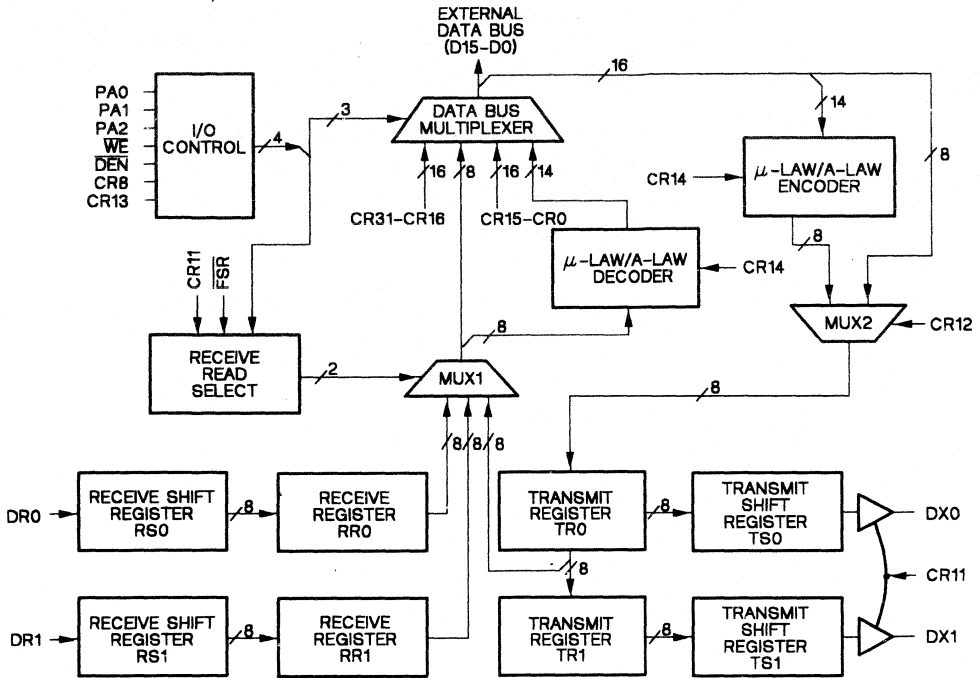 EXTERNAL
DATA BUS
(D15-D0)
16
PA0
PA1
PA2
WE
DEN
CR8
CR13
I/O
CONTROL
4
3
DATA BUS
MULTIPLEXER
14
8
16
8
16
14
CR31-CR16
CR15-CR0
CR14
μ-LAW/A-LAW
ENCODER
8
μ-LAW/A-LAW
DECODER
CR14
CR11
FSR
MUX2
CR12
8
RECEIVE
READ
SELECT
2
MUX1
8
8
8
8
DR0
RECEIVE SHIFT
REGISTER
RS0
8
RECEIVE
REGISTER
RR0
TRANSMIT
REGISTER
TR0
8
TRANSMIT
SHIFT
REGISTER
TS0
DX0
8
CR11
DR1
RECEIVE SHIFT
REGISTER
RS1
8
RECEIVE
REGISTER
RR1
TRANSMIT
REGISTER
TR1
8
TRANSMIT
SHIFT
REGISTER
TS1
DX1